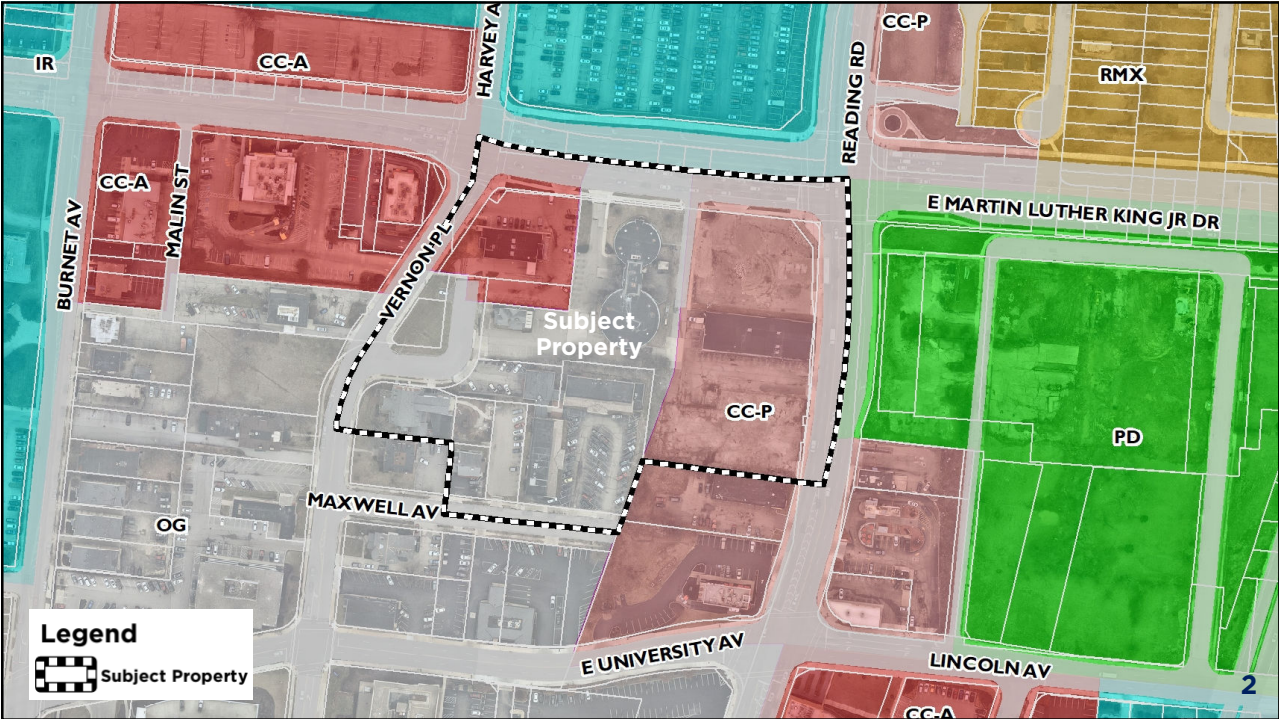 CC-P
HARVEY A
IR
CC-A
READING RD
RMX
CC-A
MALIN ST
BURNET AV
VERNON PL
E MARTIN LUTHER KING JR DR
Subject
Property
CC-P
PD
MAXWELL AV
OG
E UNIVERSITY AV
LINCOLN AV
CC-A
Legend
Subject Property
2